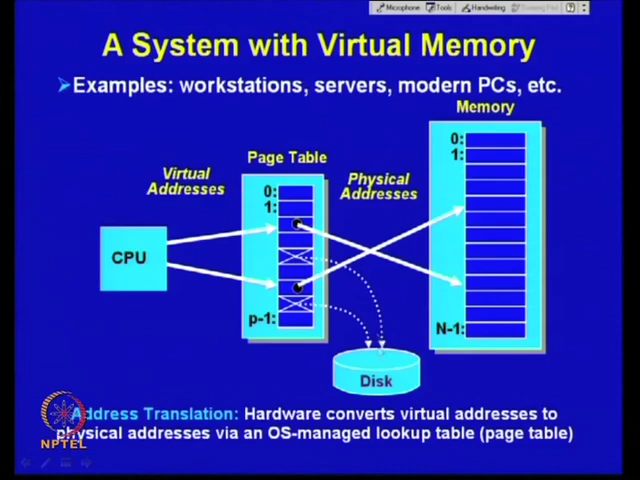 Microphone Tools Handwriting
A System with Virtual Memory
Examples: workstations, servers, modern PCs, etc.
Memory
Virtual
Addresses
Page Table
Physical
Addresses
0:
1:
0:
1:
CPU
p-1:
N-1:
Disk
Address Translation: Hardware converts virtual addresses to
physical addresses via an OS-managed lookup table (page table)
NPTEL